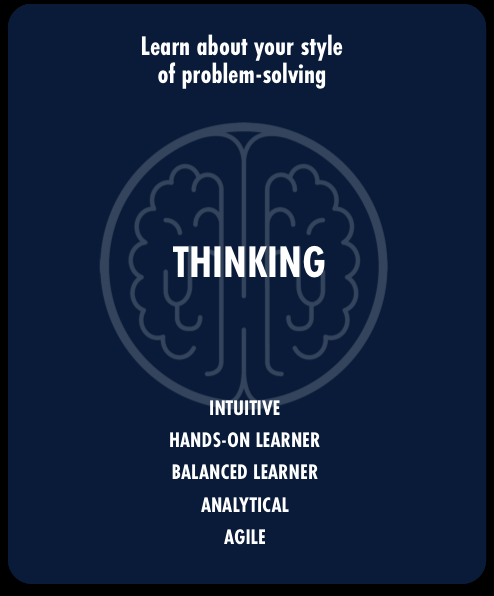 Learn about your style
of problem-solving
THINKING
INTUITIVE
HANDS-ON LEARNER
BALANCED LEARNER
ANALYTICAL
AGILE